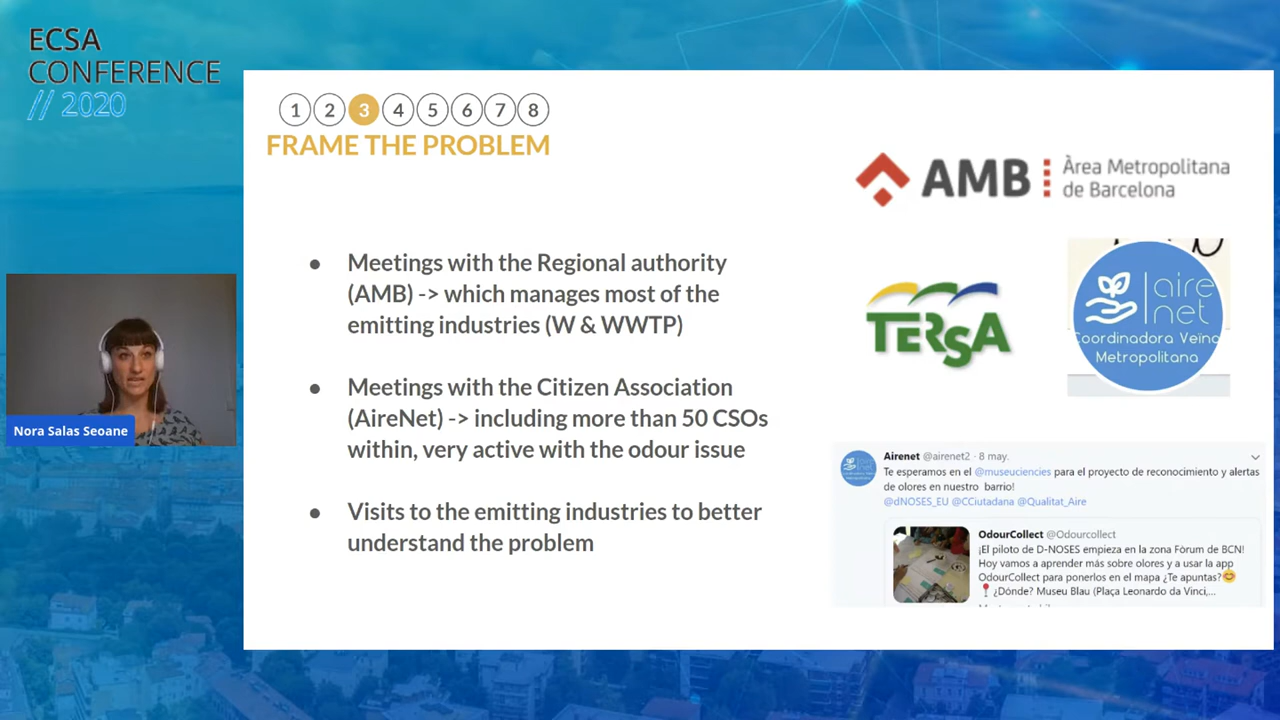 ECSA
CONFERENCE
// 2020
1 2 3 4 5 6 7 8
FRAME THE PROBLEM
Meetings with the Regional authority
(AMB) -> which manages most of the
emitting industries (W & WWTP)
Meetings with the Citizen Association
(AireNet) -> including more than 50 CSOs
within, very active with the odour issue
Visits to the emitting industries to better
understand the problem
AMB
Àrea Metropolitana
de Barcelona
TERSA
aire
net
Coordinadora Veïna
Metropolitana
Airenet @airenet2 · 8 may.
Te esperamos en el @museuciencies para el proyecto de reconocimiento y alertas
de olores en nuestro barrio!
@dNOSES_EU @CCiutadana @Qualitat_Aire
OdourCollect @Odourcollect
¡El piloto de D-NOSES empieza en la zona Fòrum de BCN!
Hoy vamos a aprender más sobre olores y a usar la app
OdourCollect para ponerlos en el mapa ¿Te apuntas?😊
📍¿Dónde? Museu Blau (Plaça Leonardo da Vinci,...
Nora Salas Seoane